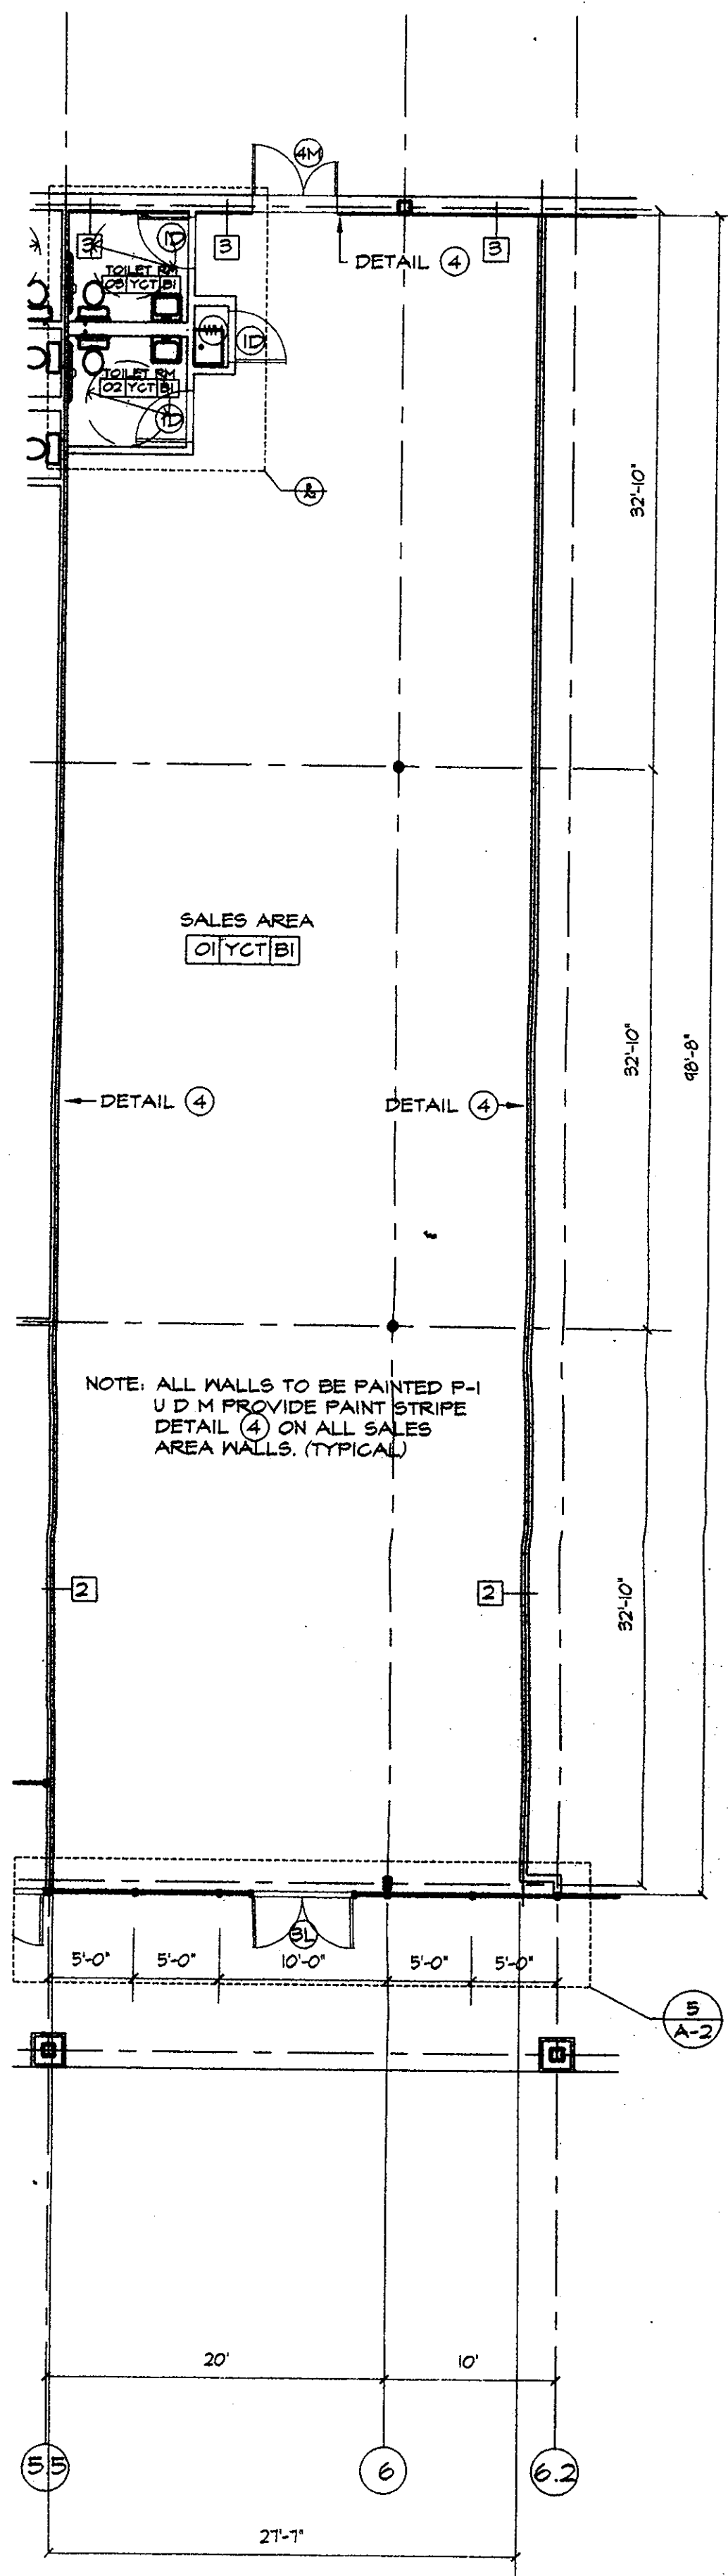 4M
3
1D
3
DETAIL 4
3
TOILET RM
03 VCT B1
1D
TOILET RM
02 VCT B1
1D
32'-10"
SALES AREA
01 VCT B1
32'-10"
98'-8"
DETAIL 4
DETAIL 4
NOTE: ALL WALLS TO BE PAINTED P-1
U D M PROVIDE PAINT STRIPE
DETAIL 4 ON ALL SALES
AREA WALLS. (TYPICAL)
2
2
32'-10"
3L
5'-0" 5'-0" 10'-0" 5'-0" 5'-0"
5
A-2
20' 10'
5.5 6 6.2
27'-7"